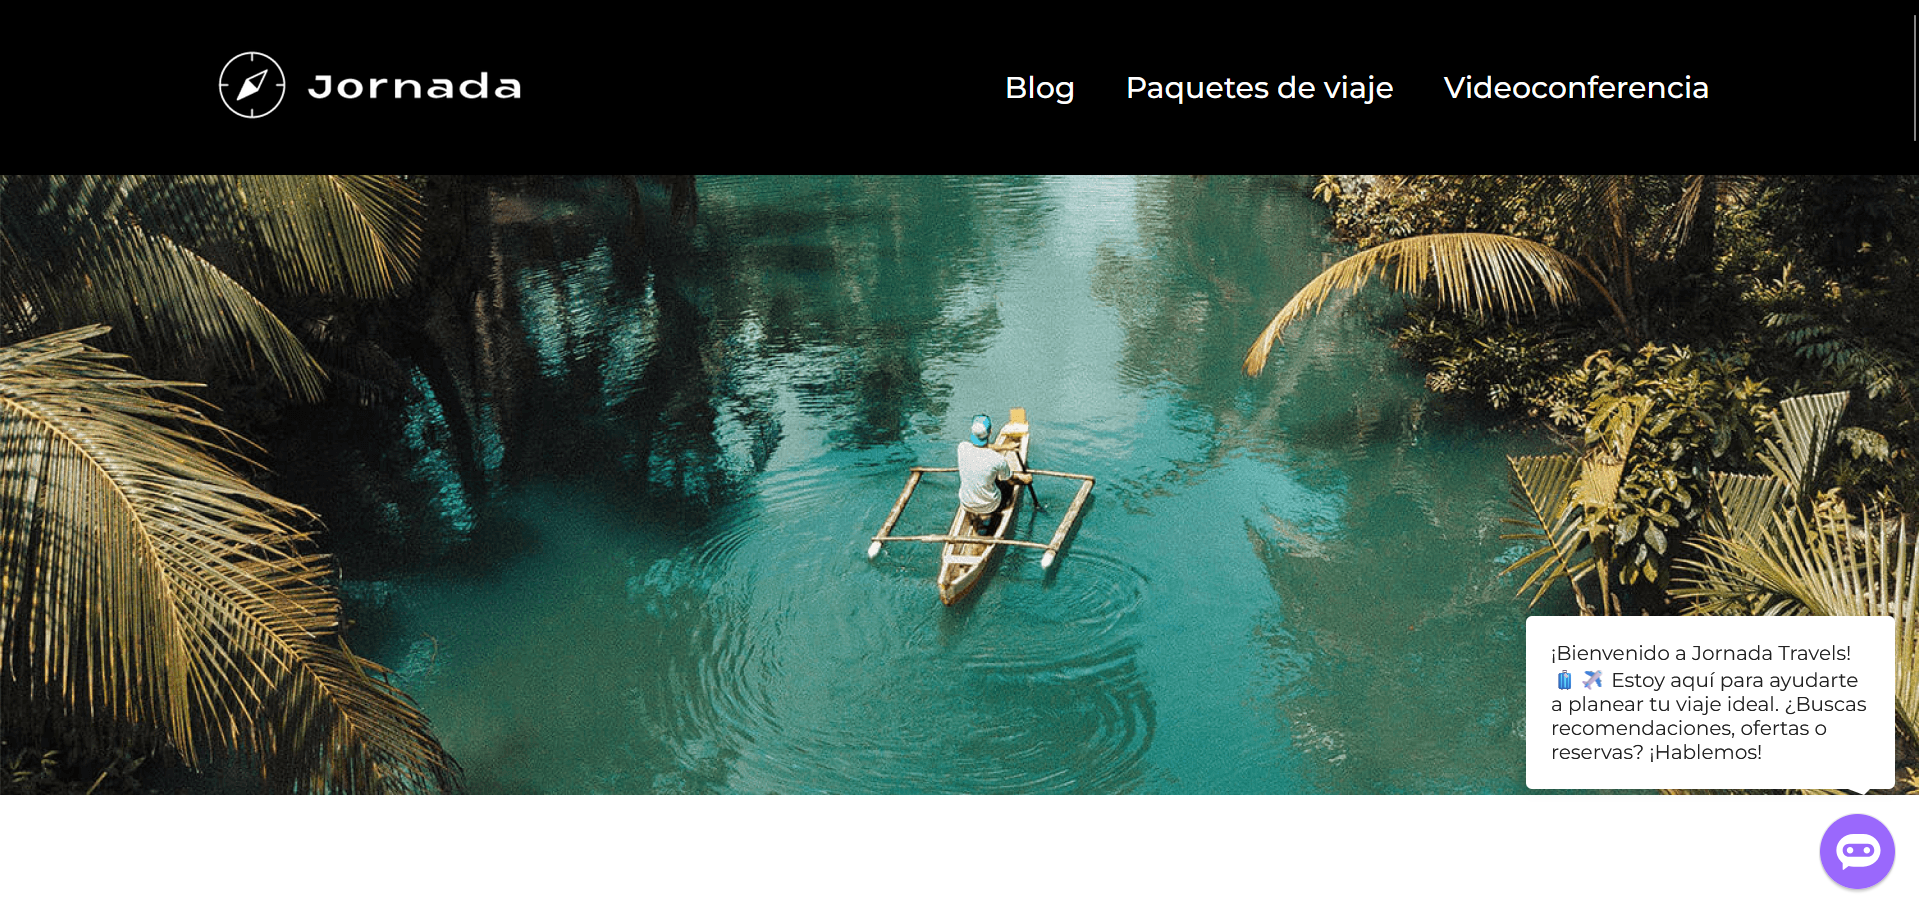 Jornada
Blog Paquetes de viaje Videoconferencia
¡Bienvenido a Jornada Travels!
🧳 ✈️ Estoy aquí para ayudarte
a planear tu viaje ideal. ¿Buscas
recomendaciones, ofertas o
reservas? ¡Hablemos!